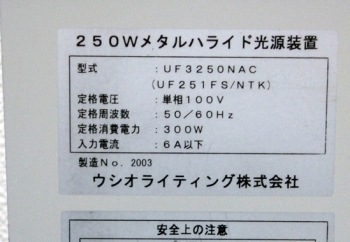 250Wメタルハライド光源装置
型式 : UF3250NAC
(UF251FS/NTK)
定格電圧 : 単相100V
定格周波数 : 50/60Hz
定格消費電力 : 300W
入力電流 : 6A以下
製造No. 2003
ウシオライティング株式会社
安全上の注意